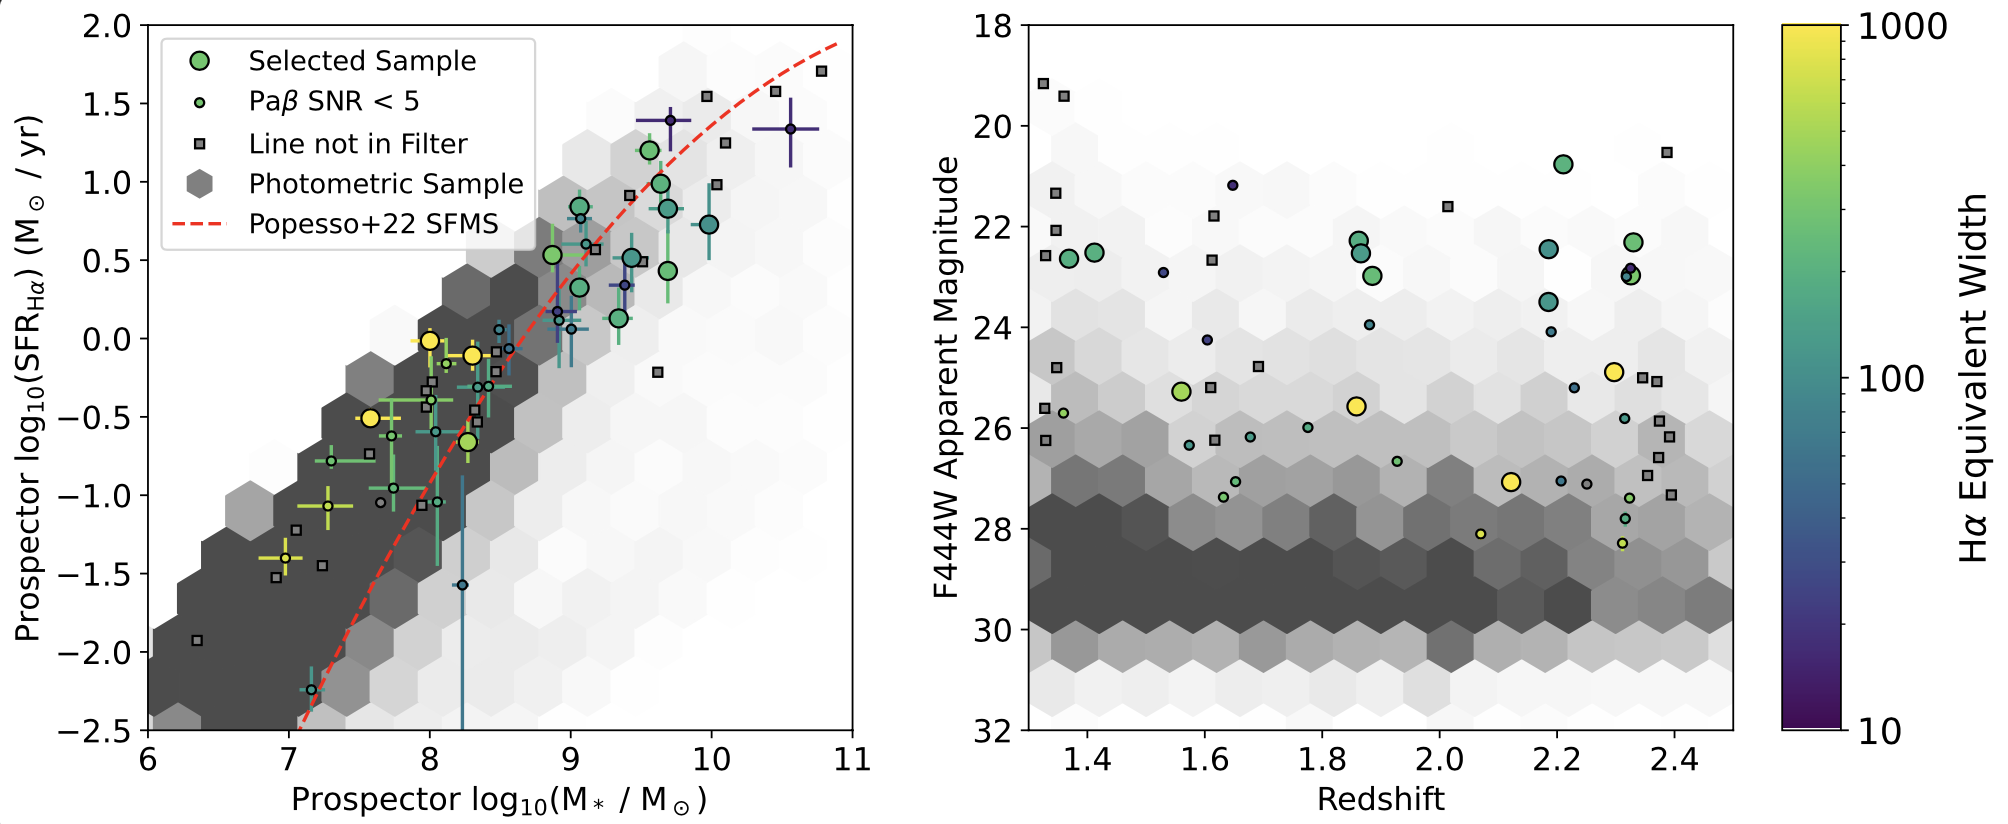 2.0
1.5
1.0
0.5
0.0
−0.5
−1.0
−1.5
−2.0
−2.5
Prospector log₁₀(SFR_Hα) (M⊙ / yr)
Selected Sample
Paβ SNR < 5
Line not in Filter
Photometric Sample
Popesso+22 SFMS
6 7 8 9 10 11
Prospector log₁₀(M* / M⊙)
18
20
22
24
26
28
30
32
F444W Apparent Magnitude
1.4 1.6 1.8 2.0 2.2 2.4
Redshift
1000
100
10
Hα Equivalent Width